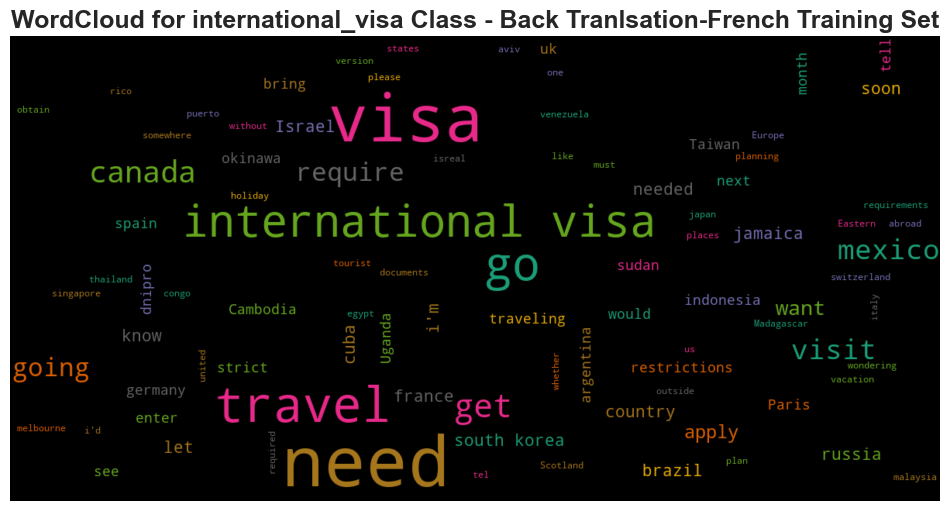 WordCloud for international_visa Class - Back Tranlsation-French Training Set
states
aviv
uk
tell
version
please
one
month
rico
bring
soon
obtain
puerto
without
Israel
visa
venezuela
somewhere
Taiwan
Europe
okinawa
isreal
like
planning
canada
require
must
needed
next
holiday
requirements
spain
international visa
japan
Eastern
abroad
places
jamaica
mexico
go
tourist
documents
sudan
thailand
dnipro
switzerland
singapore
congo
indonesia
italy
Cambodia
egypt
Uganda
i'm
traveling
would
want
Madagascar
know
cuba
us
visit
going
united
strict
whether
argentina
restrictions
wondering
vacation
germany
travel
france
get
outside
country
Paris
enter
melbourne
i'd
let
required
need
south korea
apply
russia
see
tel
Scotland
brazil
plan
malaysia